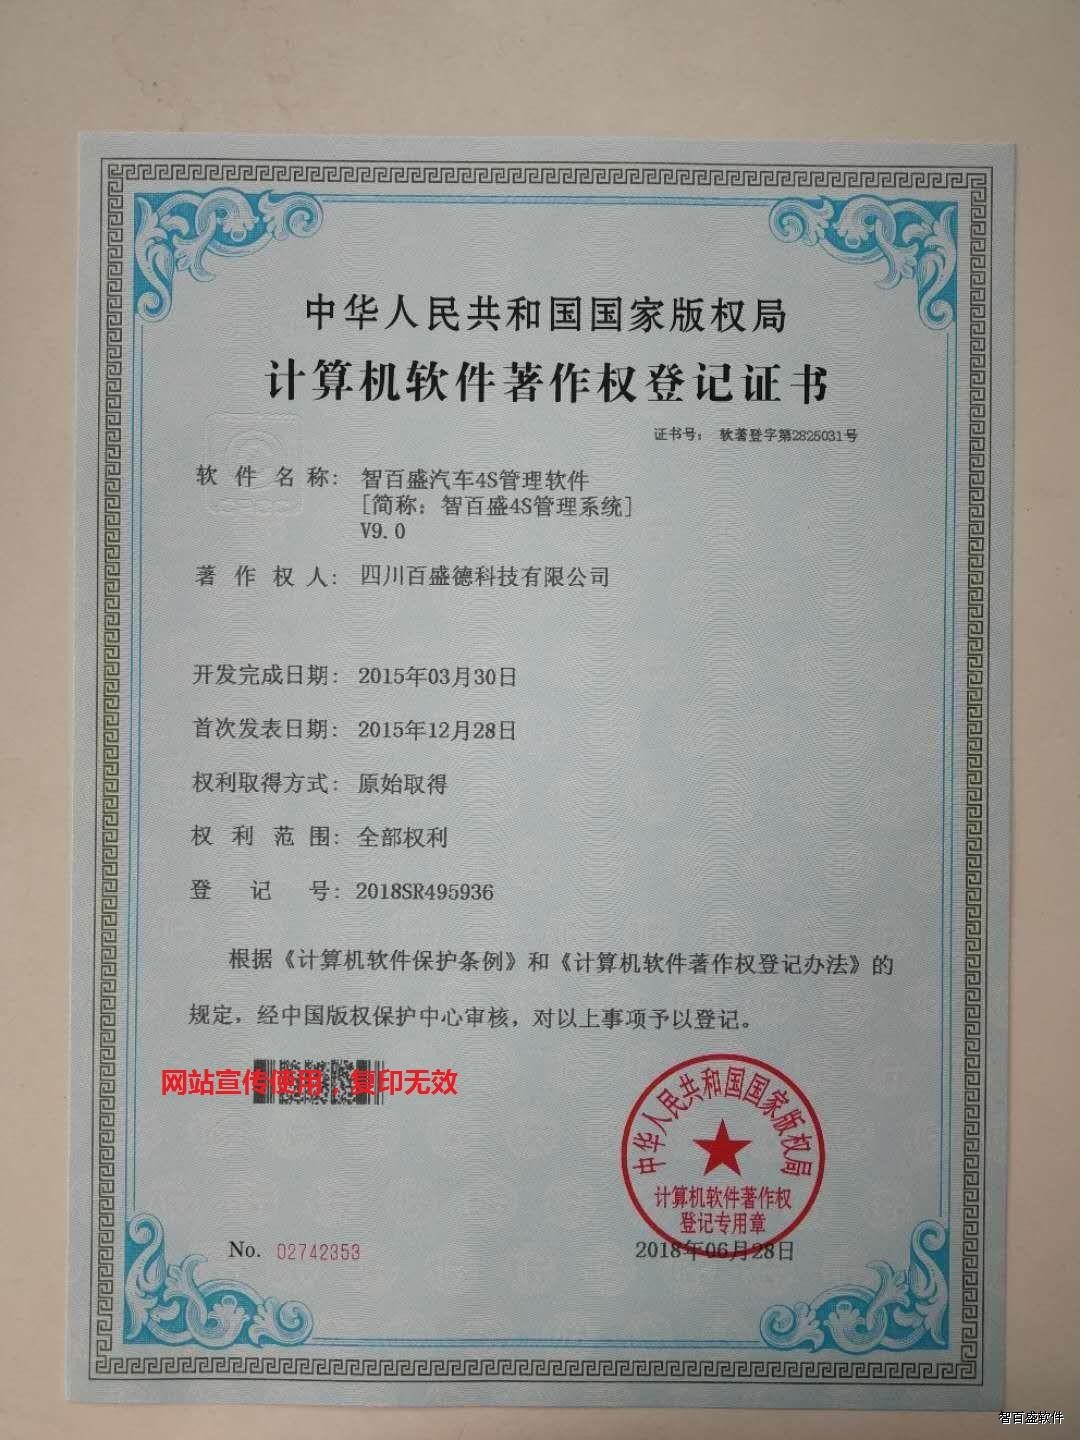 中华人民共和国国家版权局
计算机软件著作权登记证书
证书号： 软著登字第2825031号
软件名称： 智百盛汽车4S管理软件
[简称：智百盛4S管理系统]
V9.0
著作权人： 四川百盛德科技有限公司
开发完成日期： 2015年03月30日
首次发表日期： 2015年12月28日
权利取得方式： 原始取得
权利范围： 全部权利
登记号： 2018SR495936
根据《计算机软件保护条例》和《计算机软件著作权登记办法》的
规定，经中国版权保护中心审核，对以上事项予以登记。
网站宣传使用，复印无效
中华人民共和国国家版权局
计算机软件著作权
登记专用章
No. 02742353
2018年06月28日
智百盛软件